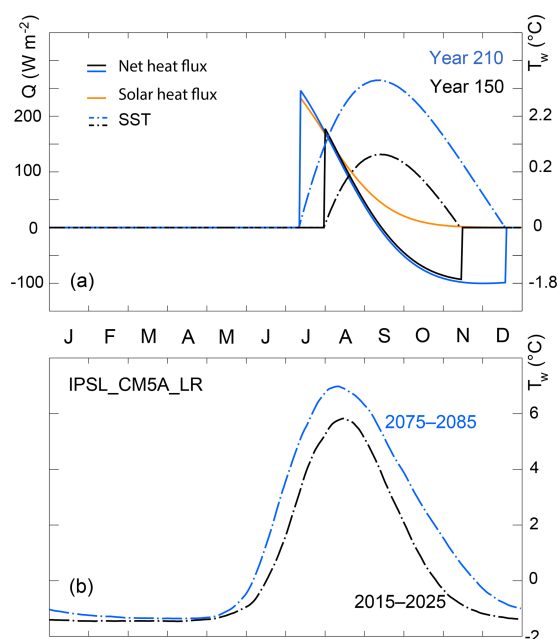 Q (W m⁻²)
T_w (°C)
Net heat flux
Year 210
Solar heat flux
Year 150
SST
200
2.2
100
0.2
0
0
-100
-1.8
(a)
J F M A M J J A S O N D
T_w (°C)
IPSL_CM5A_LR
6
2075–2085
4
2
0
(b)
2015–2025
-2